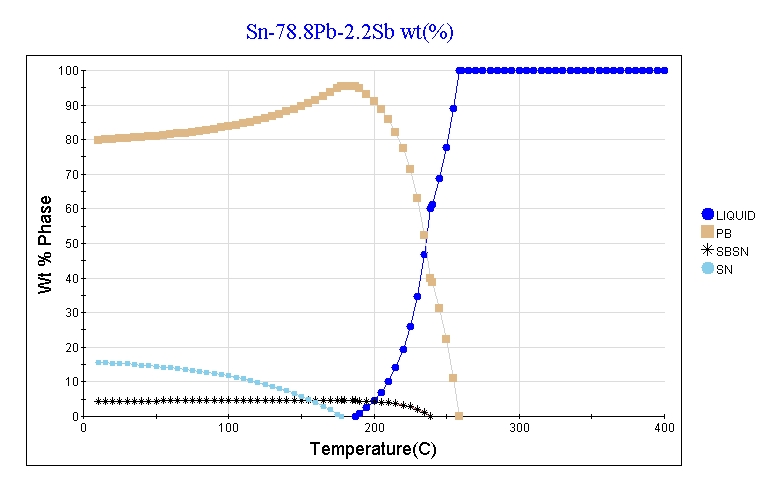 Sn-78.8Pb-2.2Sb wt(%)
100
90
80
70
60
50
40
30
20
10
0
Wt % Phase
0 100 200 300 400
Temperature(C)
LIQUID
PB
SBSN
SN